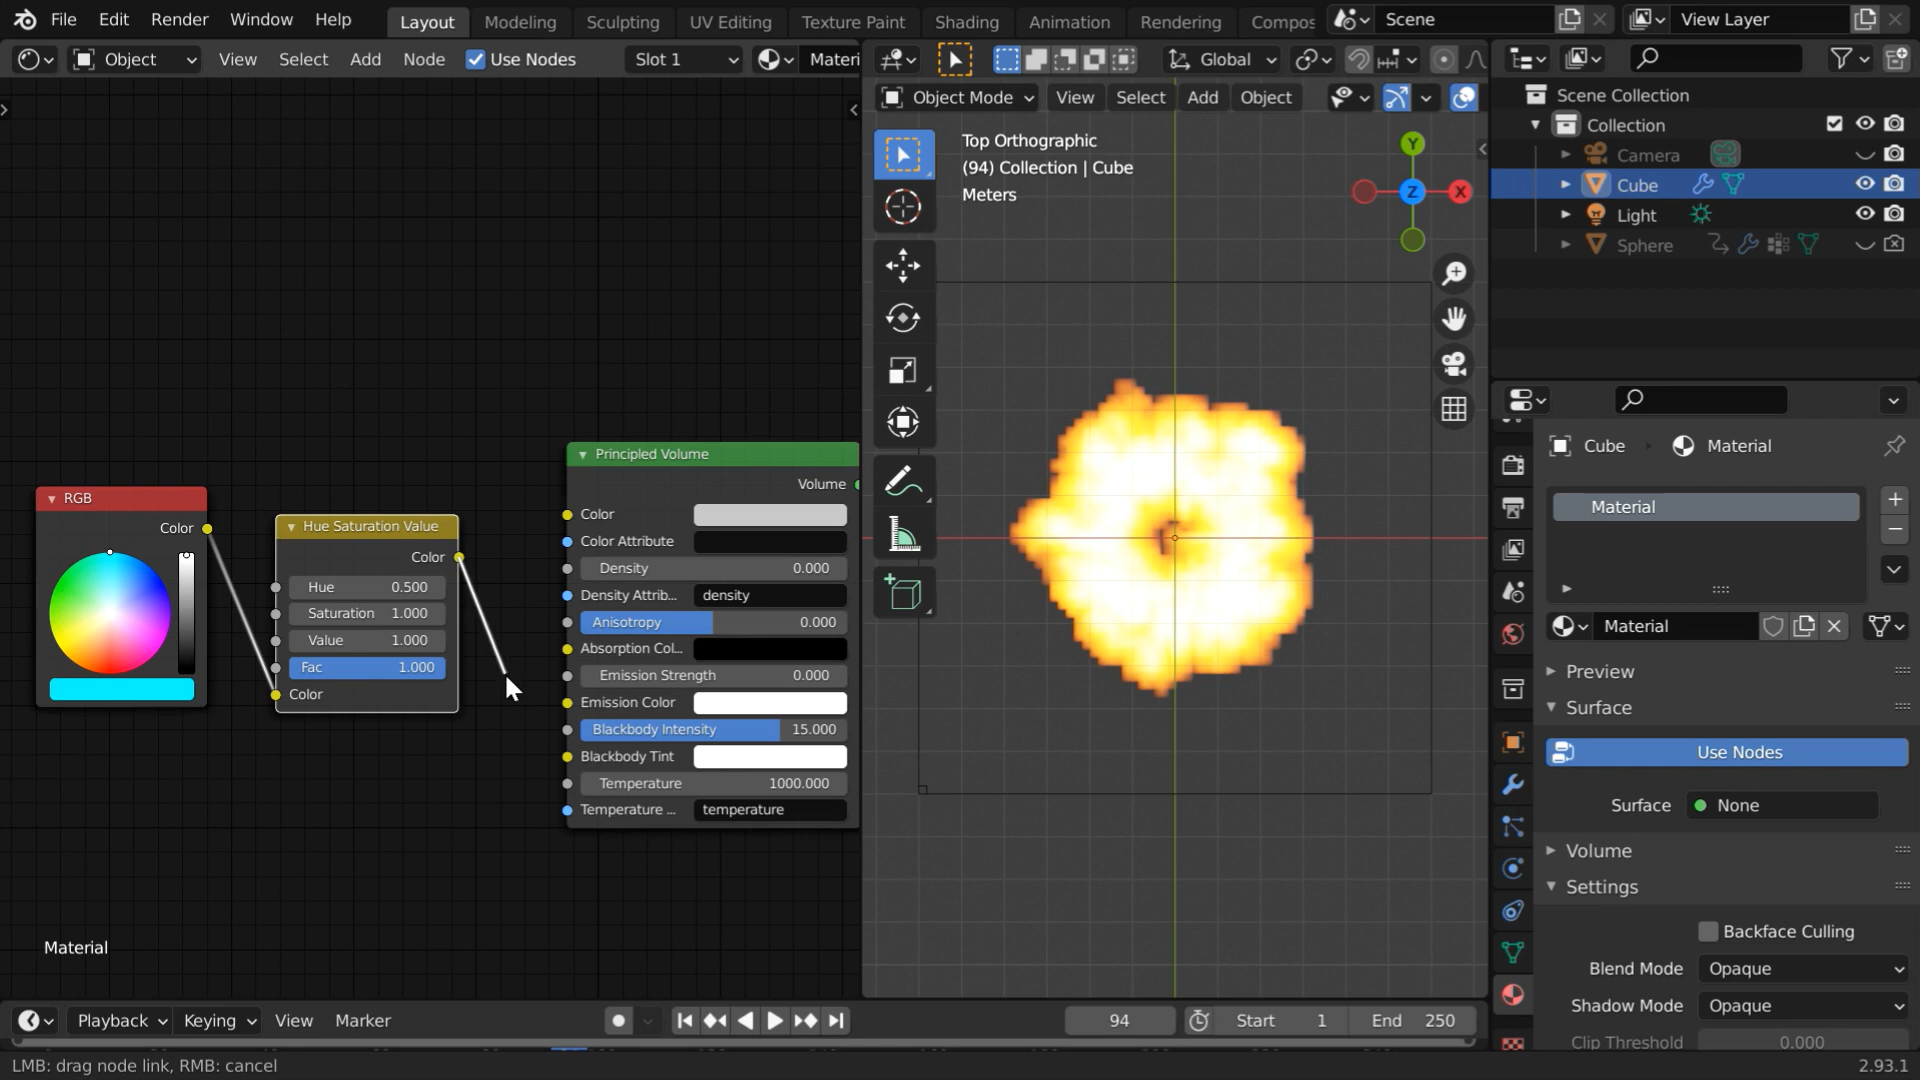 File Edit Render Window Help Layout Modeling Sculpting UV Editing Texture Paint Shading Animation Rendering Compos Scene View Layer
Object View Select Add Node Use Nodes Slot 1 Materi
Global
Object Mode View Select Add Object
Top Orthographic
(94) Collection | Cube
Meters
Y
Z
X
RGB
Color
Hue Saturation Value
Color
Hue 0.500
Saturation 1.000
Value 1.000
Fac 1.000
Color
Principled Volume
Volume
Color
Color Attribute
Density 0.000
Density Attrib... density
Anisotropy 0.000
Absorption Col...
Emission Strength 0.000
Emission Color
Blackbody Intensity 15.000
Blackbody Tint
Temperature 1000.000
Temperature ... temperature
Material
Scene Collection
Collection
Camera
Cube
Light
Sphere
Cube Material
Material
Material
Preview
Surface
Use Nodes
Surface None
Volume
Settings
Backface Culling
Blend Mode Opaque
Shadow Mode Opaque
Clip Threshold 0.000
Playback Keying View Marker 94 Start 1 End 250
LMB: drag node link, RMB: cancel 2.93.1